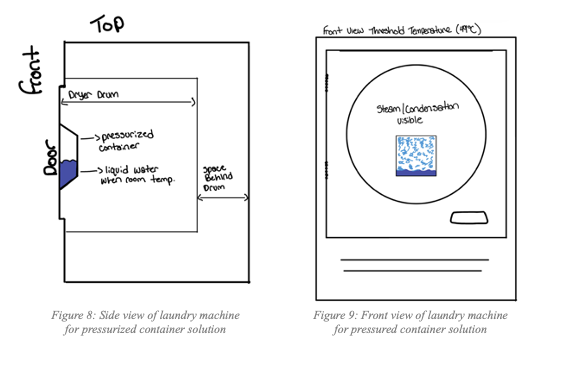 Top
Front
Dryer Drum
Door
pressurized
container
liquid water
when room temp.
Space
Behind
Drum
Figure 8: Side view of laundry machine
for pressurized container solution
Front view Threshold Temperature (49°C)
Steam/Condensation
visible
Figure 9: Front view of laundry machine
for pressured container solution